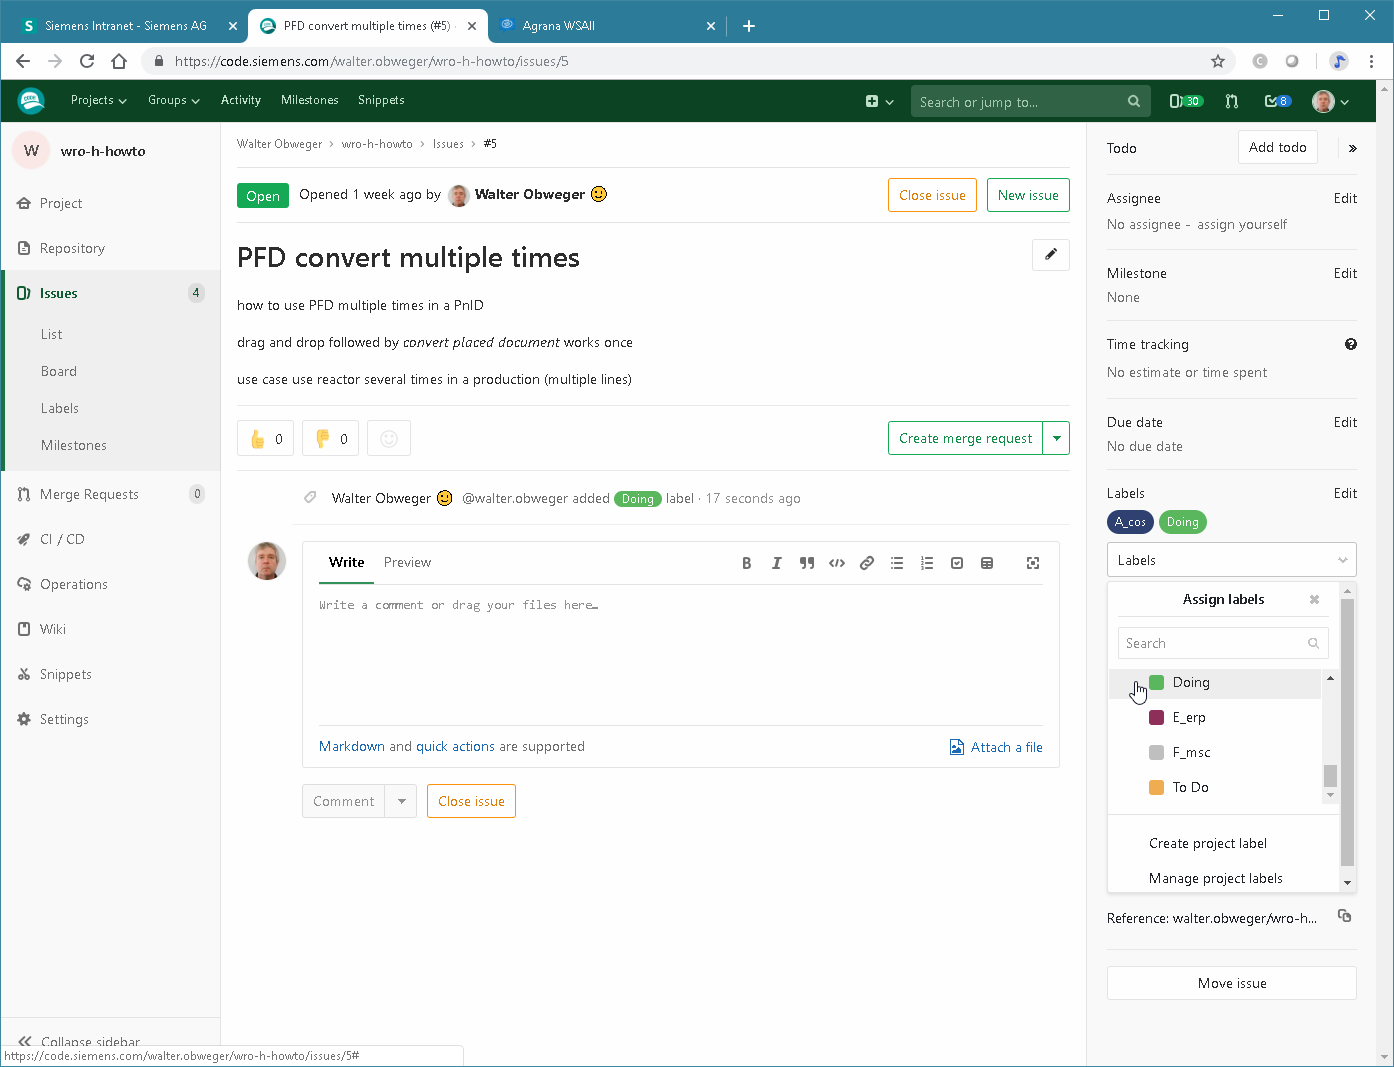 S Siemens Intranet - Siemens AG
PFD convert multiple times (#5) ·
Agrana WSAII
https://code.siemens.com/walter.obweger/wro-h-howto/issues/5
Projects Groups Activity Milestones Snippets
Search or jump to...
30
8
W wro-h-howto
Project
Repository
Issues 4
List
Board
Labels
Milestones
Merge Requests 0
CI / CD
Operations
Wiki
Snippets
Settings
Collapse sidebar
https://code.siemens.com/walter.obweger/wro-h-howto/issues/5#
Walter Obweger › wro-h-howto › Issues › #5
Open Opened 1 week ago by Walter Obweger
Close issue
New issue
PFD convert multiple times
how to use PFD multiple times in a PnID
drag and drop followed by convert placed document works once
use case use reactor several times in a production (multiple lines)
0
0
Create merge request
Walter Obweger @walter.obweger added Doing label · 17 seconds ago
Write Preview
Write a comment or drag your files here…
Markdown and quick actions are supported
Attach a file
Comment
Close issue
Todo
Add todo
Assignee Edit
No assignee - assign yourself
Milestone Edit
None
Time tracking
No estimate or time spent
Due date Edit
No due date
Labels Edit
A_cos Doing
Labels
Assign labels
Search
Doing
E_erp
F_msc
To Do
Create project label
Manage project labels
Reference: walter.obweger/wro-h...
Move issue